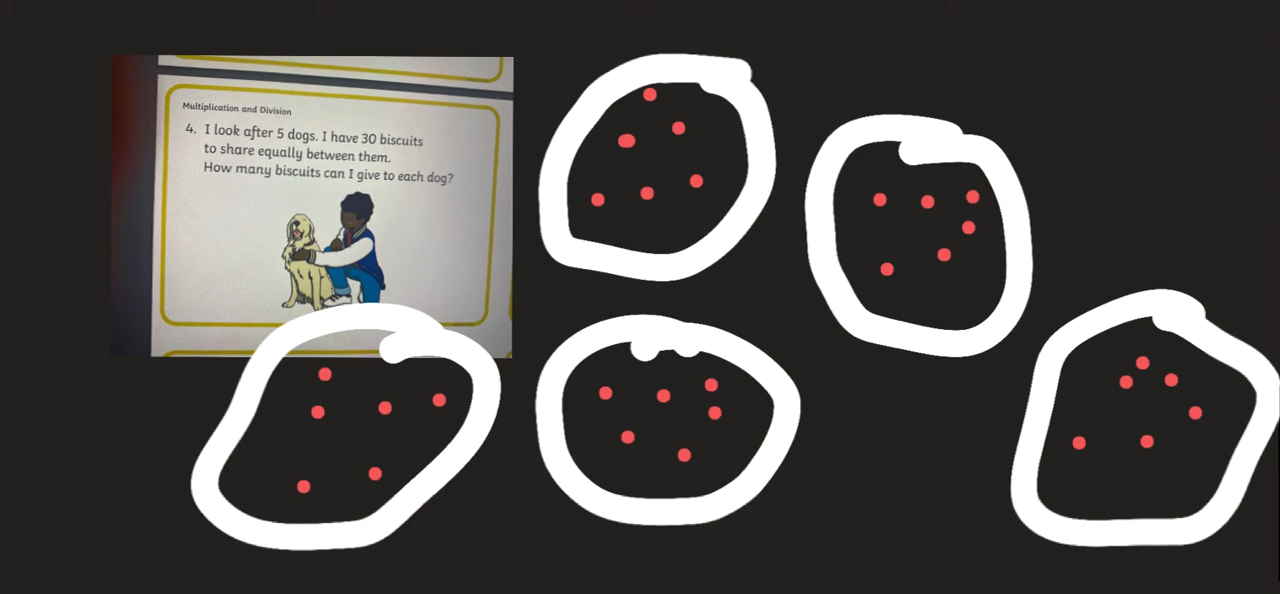 Multiplication and Division
4. I look after 5 dogs. I have 30 biscuits
to share equally between them.
How many biscuits can I give to each dog?